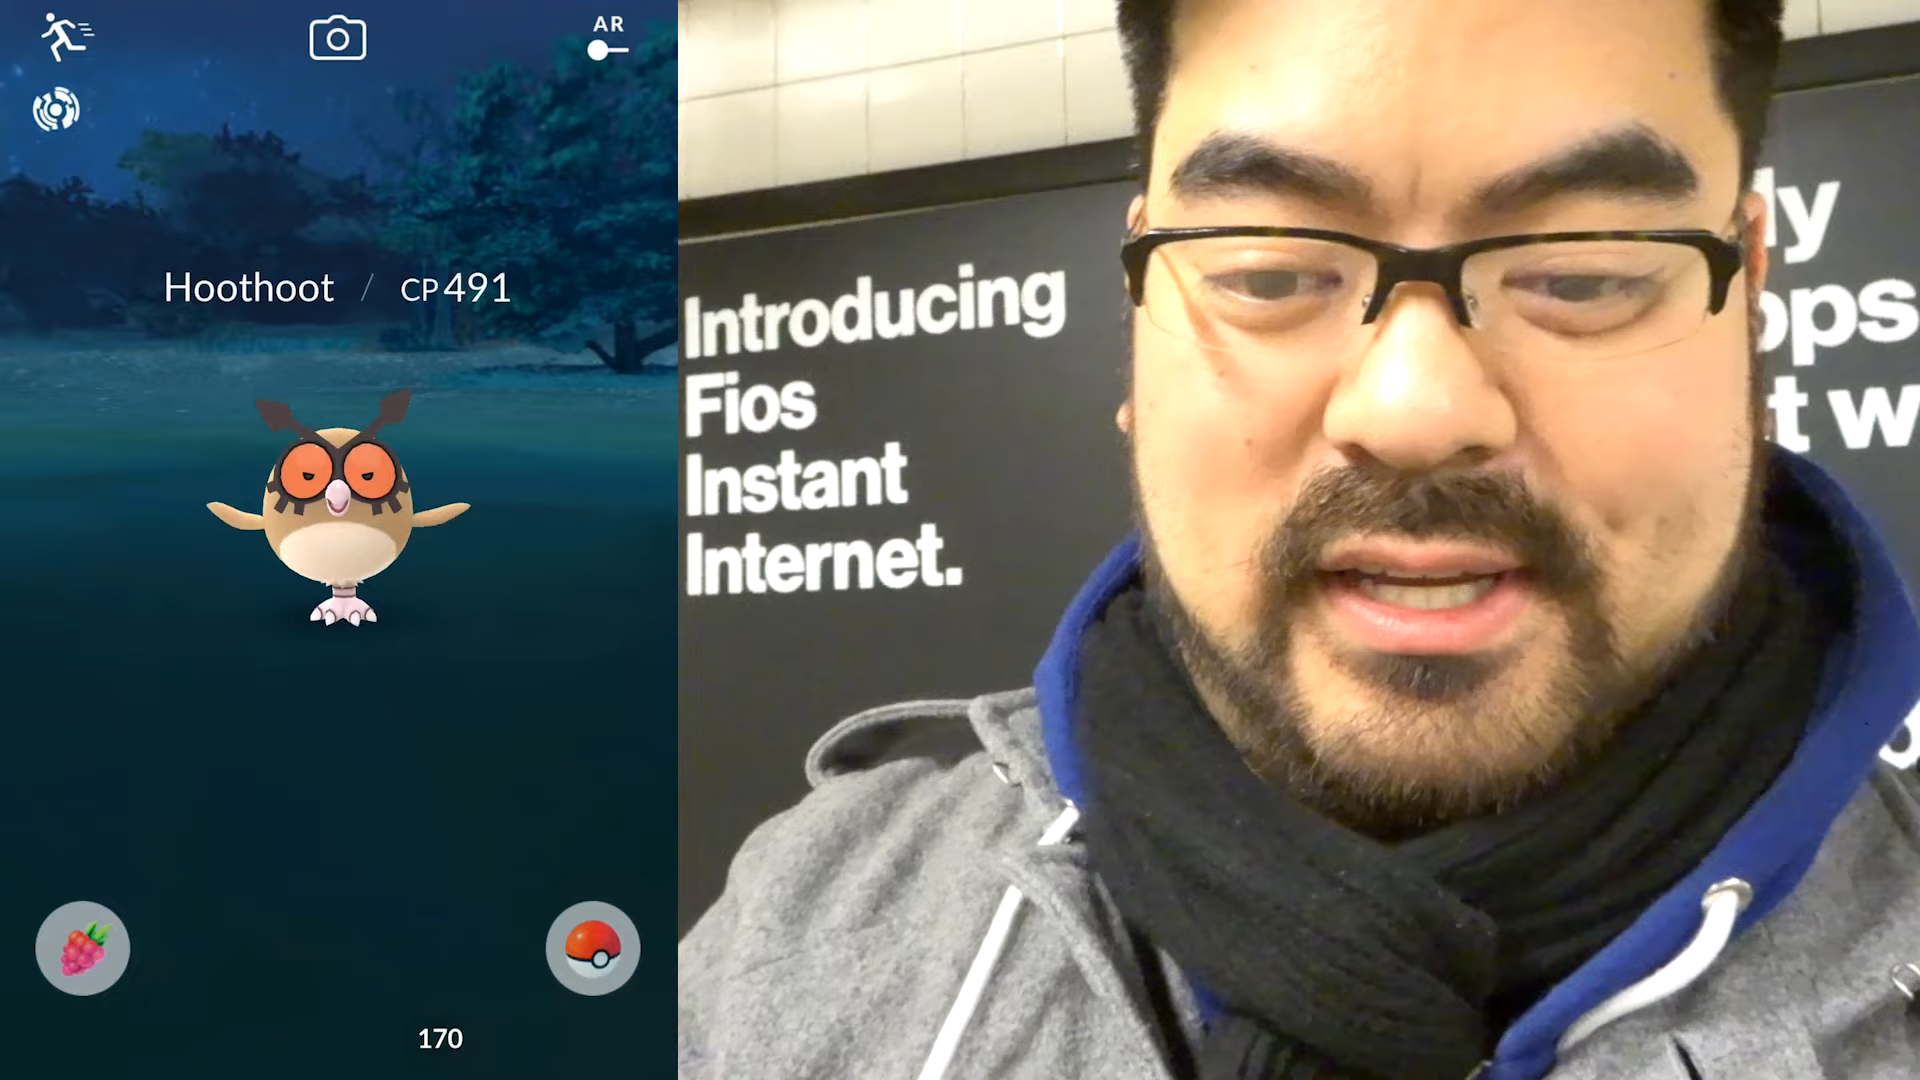 AR
Hoothoot / CP491
170
Introducing
Fios
Instant
Internet.
t